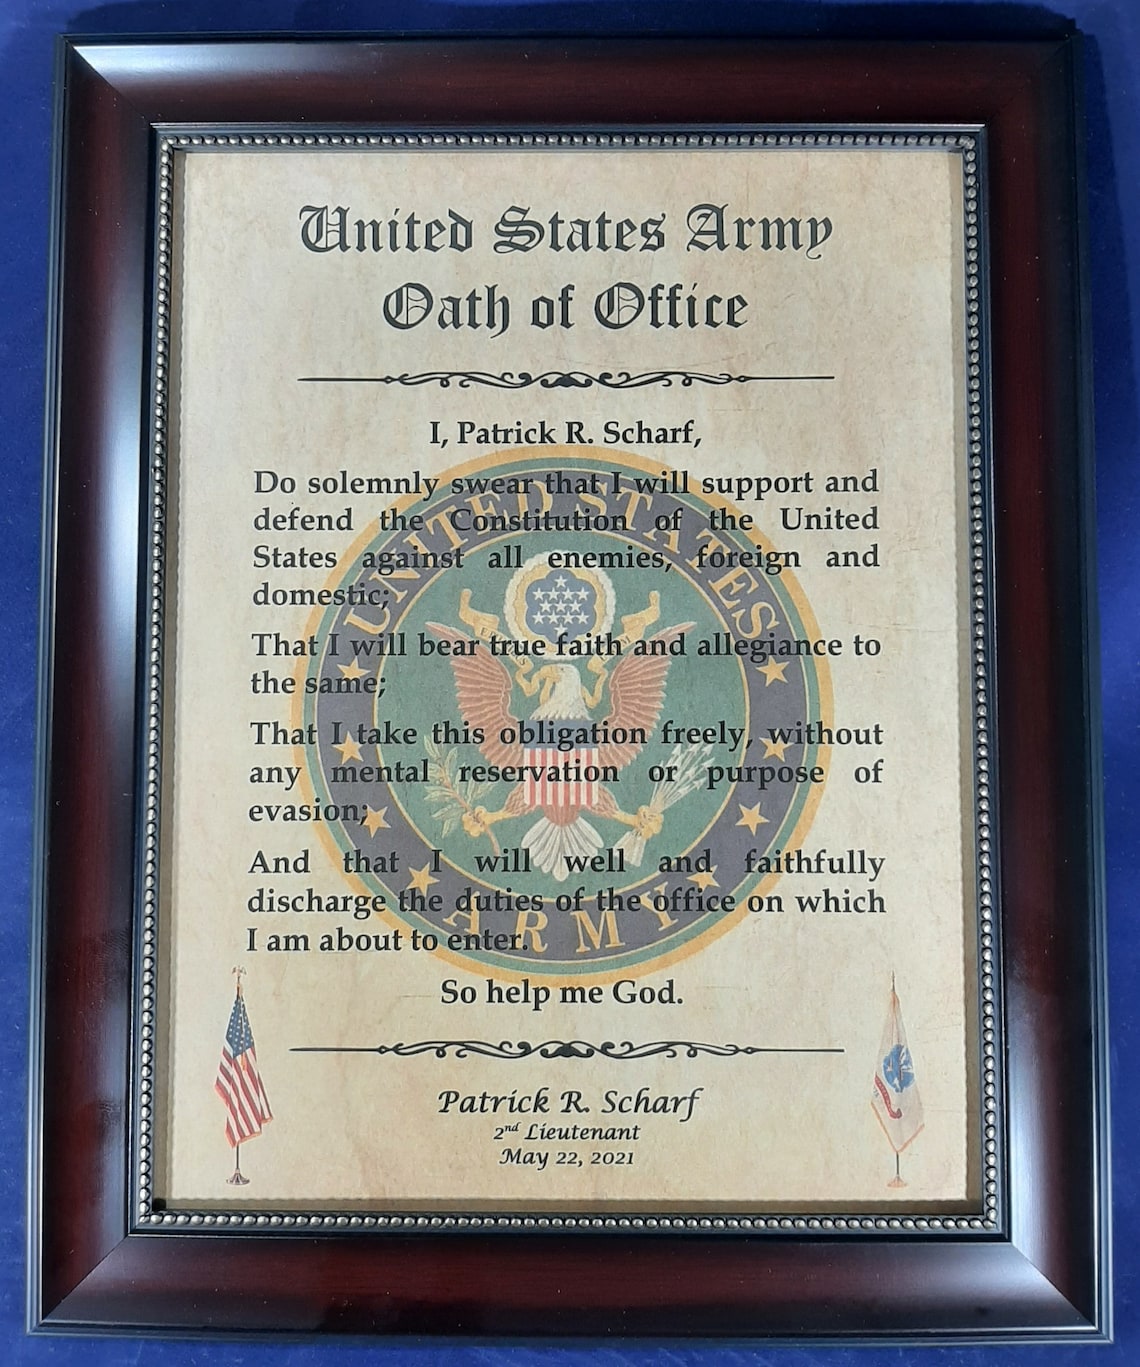 United States Army
Oath of Office
I, Patrick R. Scharf,
Do solemnly swear that I will support and
defend the Constitution of the United
States against all enemies, foreign and
domestic;
That I will bear true faith and allegiance to
the same;
That I take this obligation freely, without
any mental reservation or purpose of
evasion;
And that I will well and faithfully
discharge the duties of the office on which
I am about to enter.
So help me God.
Patrick R. Scharf
2nd Lieutenant
May 22, 2021
UNITED STATES
ARMY